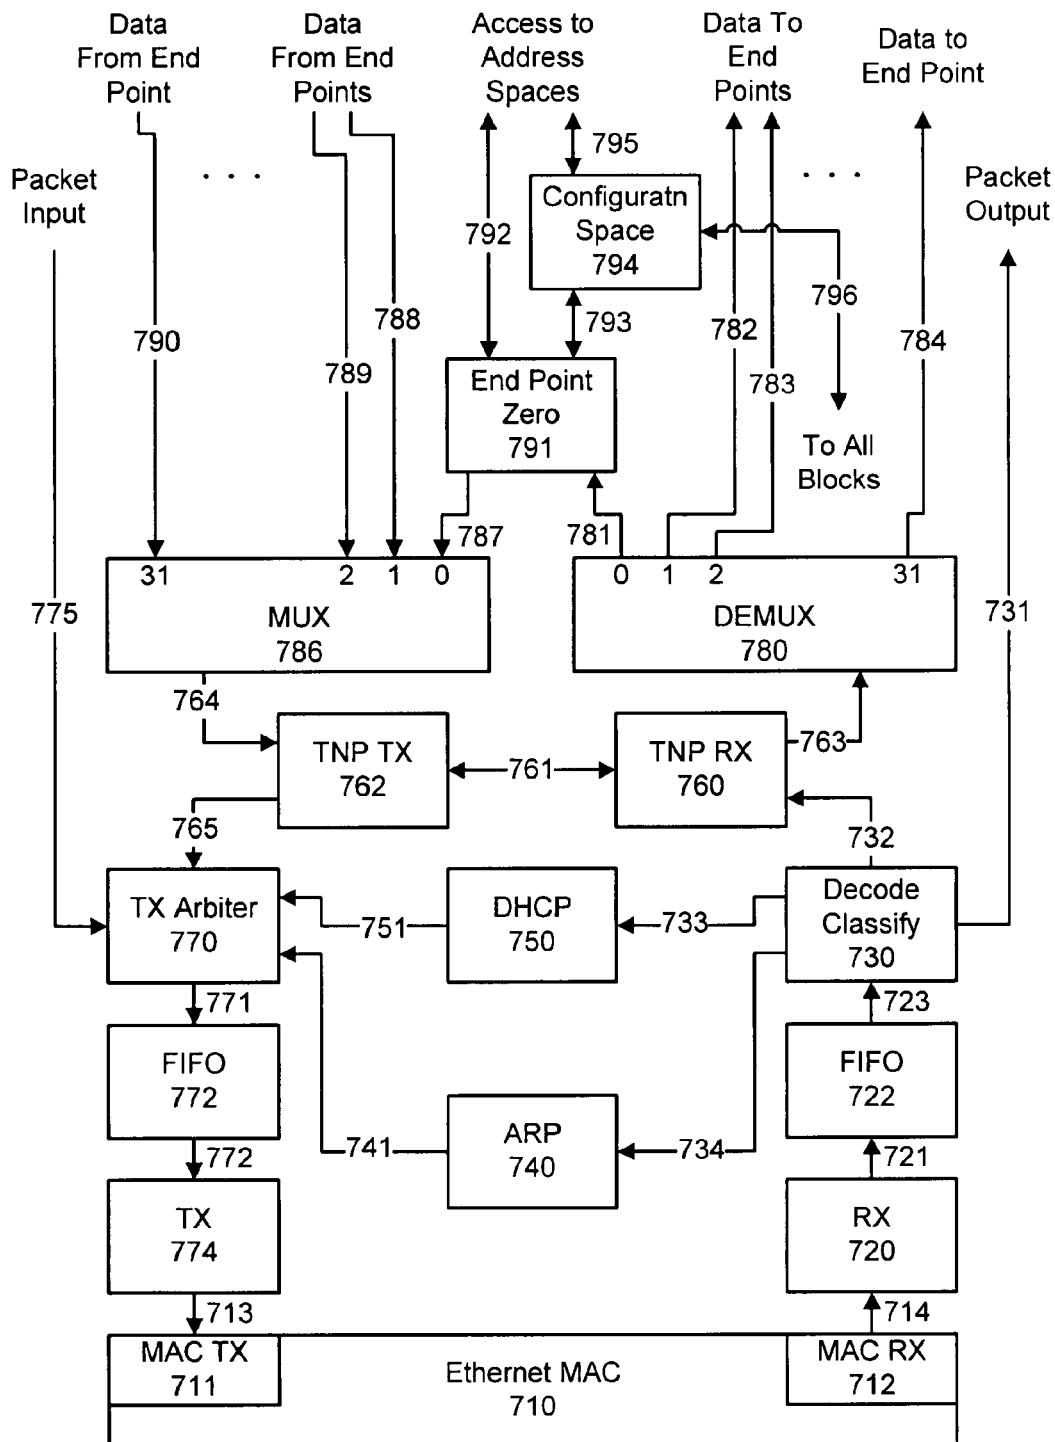 Data
From End
Point
Data
From End
Points
Access to
Address
Spaces
Data To
End
Points
Data to
End Point
Packet
Input
. . .
795
. . .
Packet
Output
Configuratn
Space
794
792
796
790
788
793
782
784
789
783
End Point
Zero
791
To All
Blocks
787
781
31
2
1
0
0
1
2
31
775
MUX
786
DEMUX
780
731
764
TNP TX
762
761
TNP RX
760
763
765
732
TX Arbiter
770
751
DHCP
750
733
Decode
Classify
730
771
723
FIFO
772
FIFO
722
772
741
ARP
740
734
721
TX
774
RX
720
713
714
MAC TX
711
Ethernet MAC
710
MAC RX
712